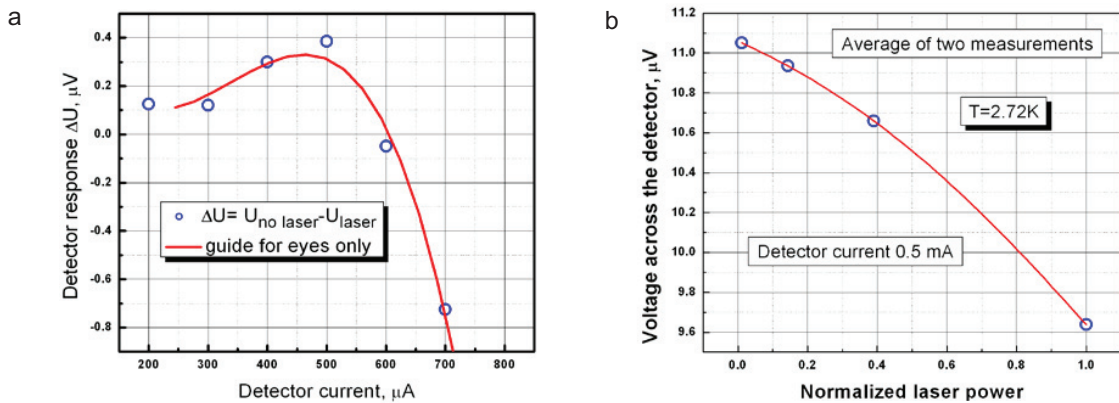 a
0.4
0.2
0.0
-0.2
-0.4
-0.6
-0.8
Detector response ΔU, μV
ΔU= U no laser-U laser
guide for eyes only
200 300 400 500 600 700 800
Detector current, μA
b
11.2
11.0
10.8
10.6
10.4
10.2
10.0
9.8
9.6
Voltage across the detector, μV
Average of two measurements
T=2.72K
Detector current 0.5 mA
0.0 0.2 0.4 0.6 0.8 1.0
Normalized laser power